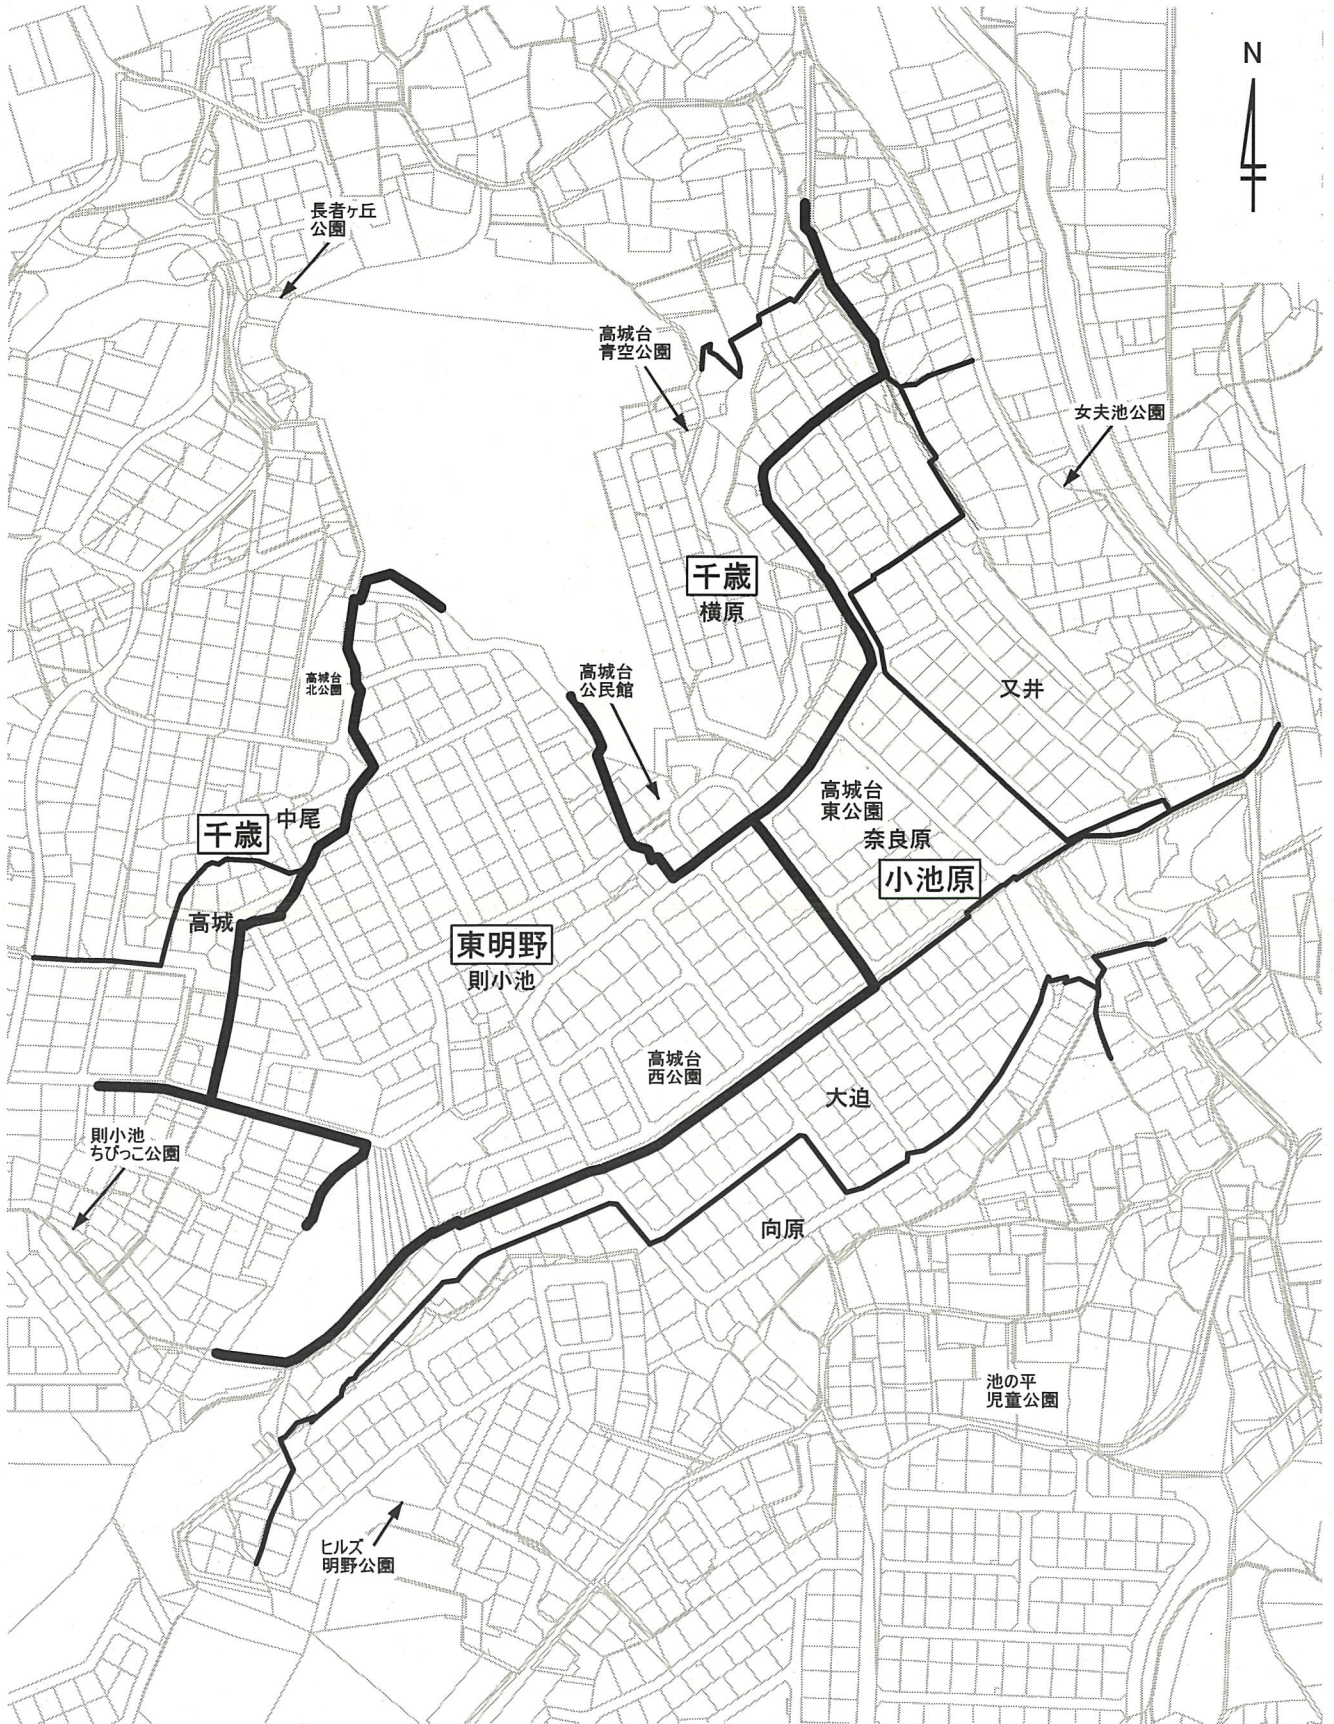 N
長者ヶ丘
公園
高城台
青空公園
女夫池公園
千歳
横原
高城台
北公園
高城台
公民館
又井
高城台
東公園
中尾
千歳
奈良原
小池原
高城
東明野
則小池
高城台
西公園
大迫
則小池
ちびっこ公園
向原
池の平
児童公園
ヒルズ
明野公園